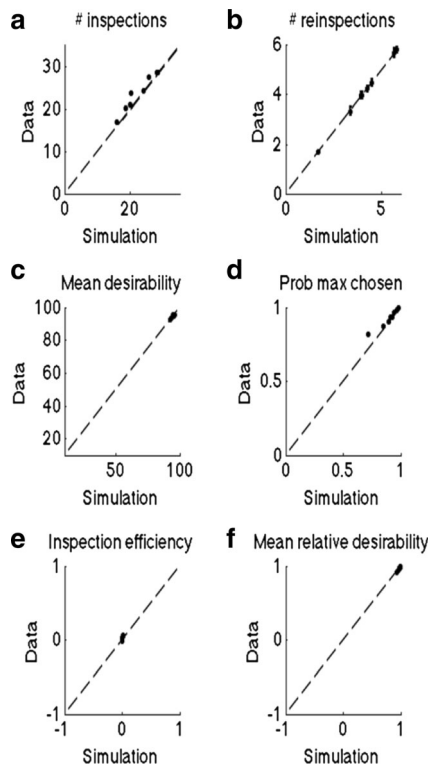 a # inspections
Data
30
20
10
0
0 20
Simulation
b # reinspections
Data
6
4
2
0
0 5
Simulation
c Mean desirability
Data
100
80
60
40
20
50 100
Simulation
d Prob max chosen
Data
1
0.5
0
0 0.5 1
Simulation
e Inspection efficiency
Data
1
0
-1
-1 0 1
Simulation
f Mean relative desirability
Data
1
0
-1
-1 0 1
Simulation